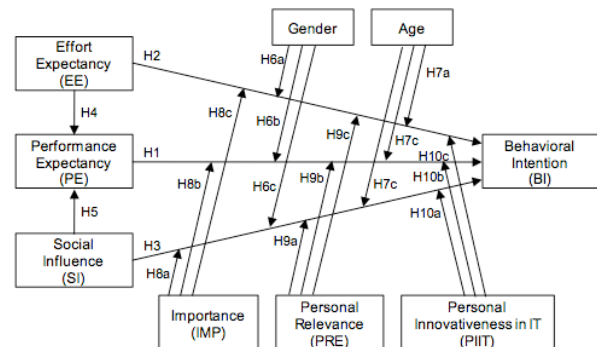 Gender
Age
Effort
Expectancy
(EE)
H2
H6a
H7a
H8c
H4
H6b
H9c
H7c
Performance
Expectancy
(PE)
H1
H10c
Behavioral
Intention
(BI)
H8b
H6c
H9b
H7c
H10b
H5
H10a
Social
Influence
(SI)
H3
H9a
H8a
Importance
(IMP)
Personal
Relevance
(PRE)
Personal
Innovativeness in IT
(PIIT)